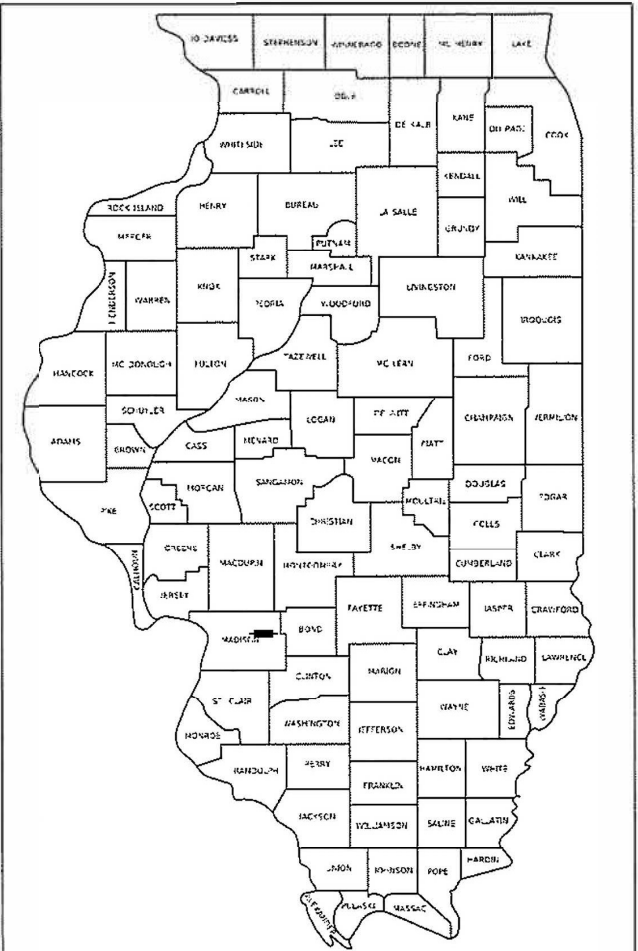 JO DAVIESS
STEPHENSON
WINNEBAGO
BOONE
MC HENRY
LAKE
CARROLL
OGLE
DE KALB
KANE
DU PAGE
COOK
WHITESIDE
LEE
KENDALL
WILL
ROCK ISLAND
HENRY
BUREAU
LA SALLE
GRUNDY
MERCER
PUTNAM
STARK
MARSHALL
KANKAKEE
HENDERSON
WARREN
KNOX
PEORIA
WOODFORD
LIVINGSTON
IROQUOIS
HANCOCK
MC DONOUGH
FULTON
TAZEWELL
MC LEAN
FORD
SCHUYLER
MASON
LOGAN
DE WITT
CHAMPAIGN
VERMILION
ADAMS
BROWN
CASS
MENARD
MACON
PIATT
PIKE
SCOTT
MORGAN
SANGAMON
CHRISTIAN
MOULTRIE
DOUGLAS
EDGAR
COLES
CALHOUN
GREENE
MACOUPIN
MONTGOMERY
SHELBY
CUMBERLAND
CLARK
JERSEY
FAYETTE
EFFINGHAM
JASPER
CRAWFORD
MADISON
BOND
CLINTON
MARION
CLAY
RICHLAND
LAWRENCE
ST. CLAIR
WASHINGTON
JEFFERSON
WAYNE
EDWARDS
WABASH
MONROE
RANDOLPH
PERRY
FRANKLIN
HAMILTON
WHITE
JACKSON
WILLIAMSON
SALINE
GALLATIN
UNION
JOHNSON
POPE
HARDIN
ALEXANDER
PULASKI
MASSAC